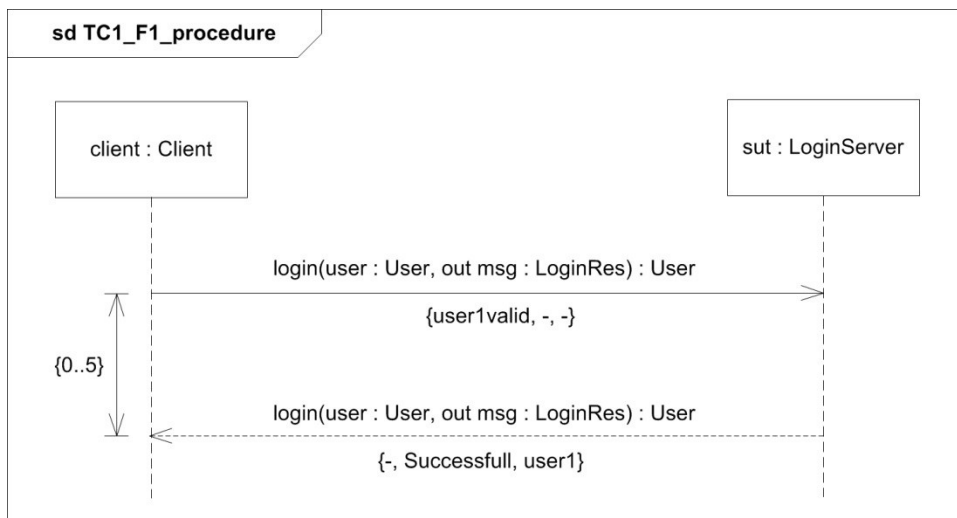 sd TC1_F1_procedure
client : Client
sut : LoginServer
login(user : User, out msg : LoginRes) : User
{user1valid, -, -}
{0..5}
login(user : User, out msg : LoginRes) : User
{-, Successfull, user1}